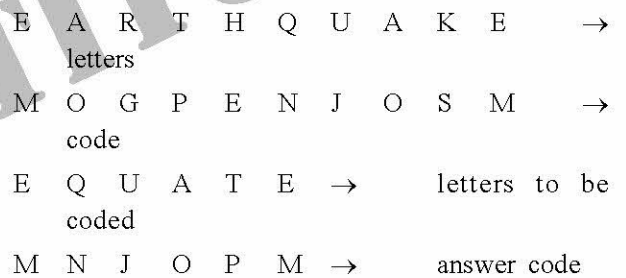 E A R T H Q U A K E →
letters
M O G P E N J O S M →
code
E Q U A T E → letters to be
coded
M N J O P M → answer code